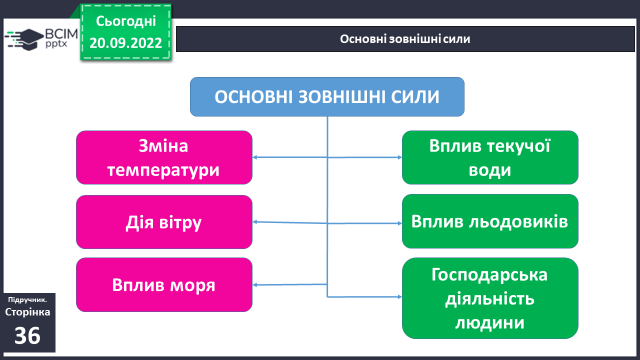 Сьогодні
20.09.2022
ВСІМ
pptx
Основні зовнішні сили
ОСНОВНІ ЗОВНІШНІ СИЛИ
Зміна
температури
Вплив текучої
води
Дія вітру
Вплив льодовиків
Вплив моря
Господарська
діяльність
людини
Підручник.
Сторінка
36